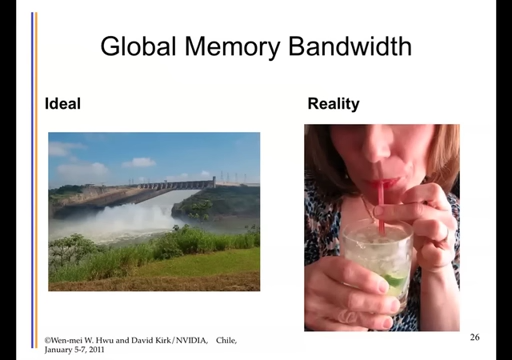 Global Memory Bandwidth
Ideal
Reality
©Wen-mei W. Hwu and David Kirk/NVIDIA, Chile,
January 5-7, 2011
26